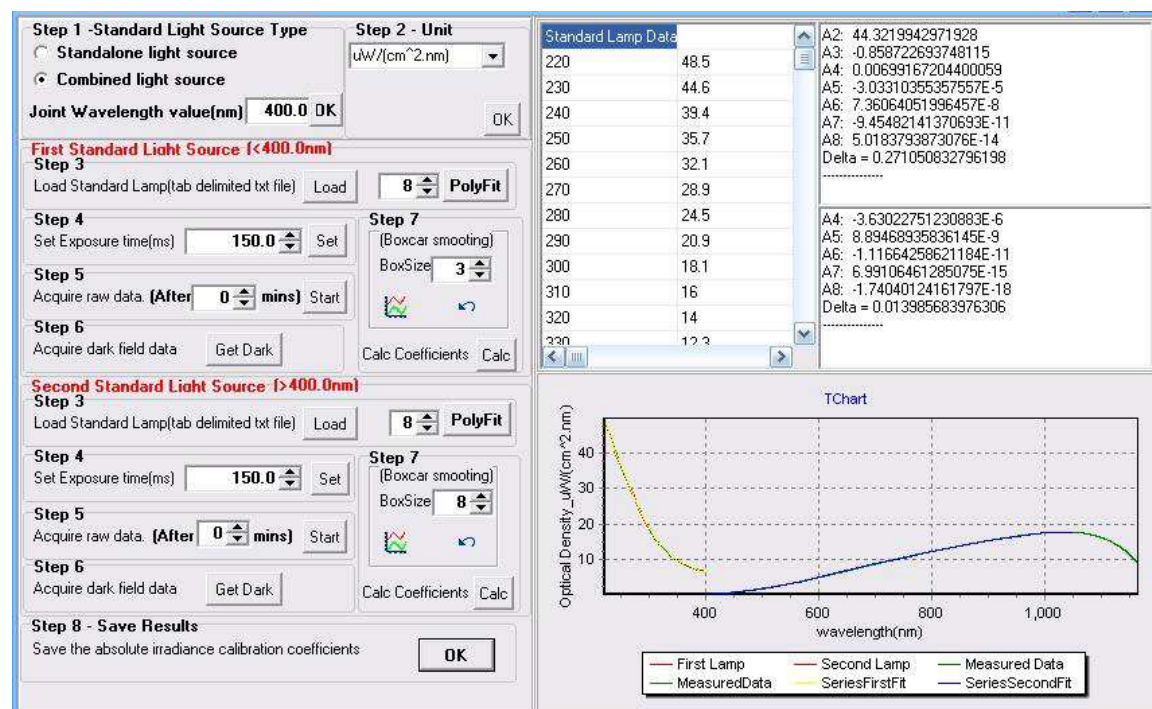 Step 1 -Standard Light Source Type
Standalone light source
Combined light source
Joint Wavelength value(nm) 400.0 OK
Step 2 - Unit
uW/(cm^2.nm)
OK
First Standard Light Source (<400.0nm)
Step 3
Load Standard Lamp(tab delimited txt file) Load 8 PolyFit
Step 4
Set Exposure time(ms) 150.0 Set
Step 5
Acquire raw data. (After 0 mins) Start
Step 6
Acquire dark field data Get Dark
Step 7
(Boxcar smooting)
BoxSize 3
Calc Coefficients Calc
Second Standard Light Source (>400.0nm)
Step 3
Load Standard Lamp(tab delimited txt file) Load 8 PolyFit
Step 4
Set Exposure time(ms) 150.0 Set
Step 5
Acquire raw data. (After 0 mins) Start
Step 6
Acquire dark field data Get Dark
Step 7
(Boxcar smooting)
BoxSize 8
Calc Coefficients Calc
Step 8 - Save Results
Save the absolute irradiance calibration coefficients OK
Standard Lamp Data
220 48.5
230 44.6
240 39.4
250 35.7
260 32.1
270 28.9
280 24.5
290 20.9
300 18.1
310 16
320 14
330 12.3
A2: 44.3219942971928
A3: -0.858722693748115
A4: 0.00699167204400059
A5: -3.03310355357557E-5
A6: 7.36064051996457E-8
A7: -9.45482141370693E-11
A8: 5.0183793873076E-14
Delta = 0.271050832796198
--------------
A4: -3.63022751230883E-6
A5: 8.89468935836145E-9
A6: -1.11664258621184E-11
A7: 6.99106461285075E-15
A8: -1.74040124161797E-18
Delta = 0.013985683976306
--------------
TChart
Optical Density_uW/(cm^2.nm)
40
30
20
10
400 600 800 1,000
wavelength(nm)
First Lamp Second Lamp Measured Data
MeasuredData SeriesFirstFit SeriesSecondFit